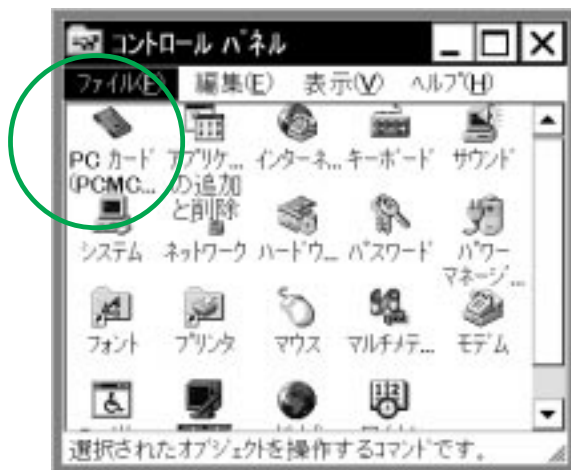 コントロール パネル
ファイル(F) 編集(E) 表示(V) ヘルプ(H)
PC カード
(PCMC...
アプリケ...
の追加
と削除
インターネ...
キーボード
サウンド
システム
ネットワーク
ハードウ...
パスワード
パワー
マネージ...
フォント
プリンタ
マウス
マルチメデ...
モデム
選択されたオブジェクトを操作するコマンドです。